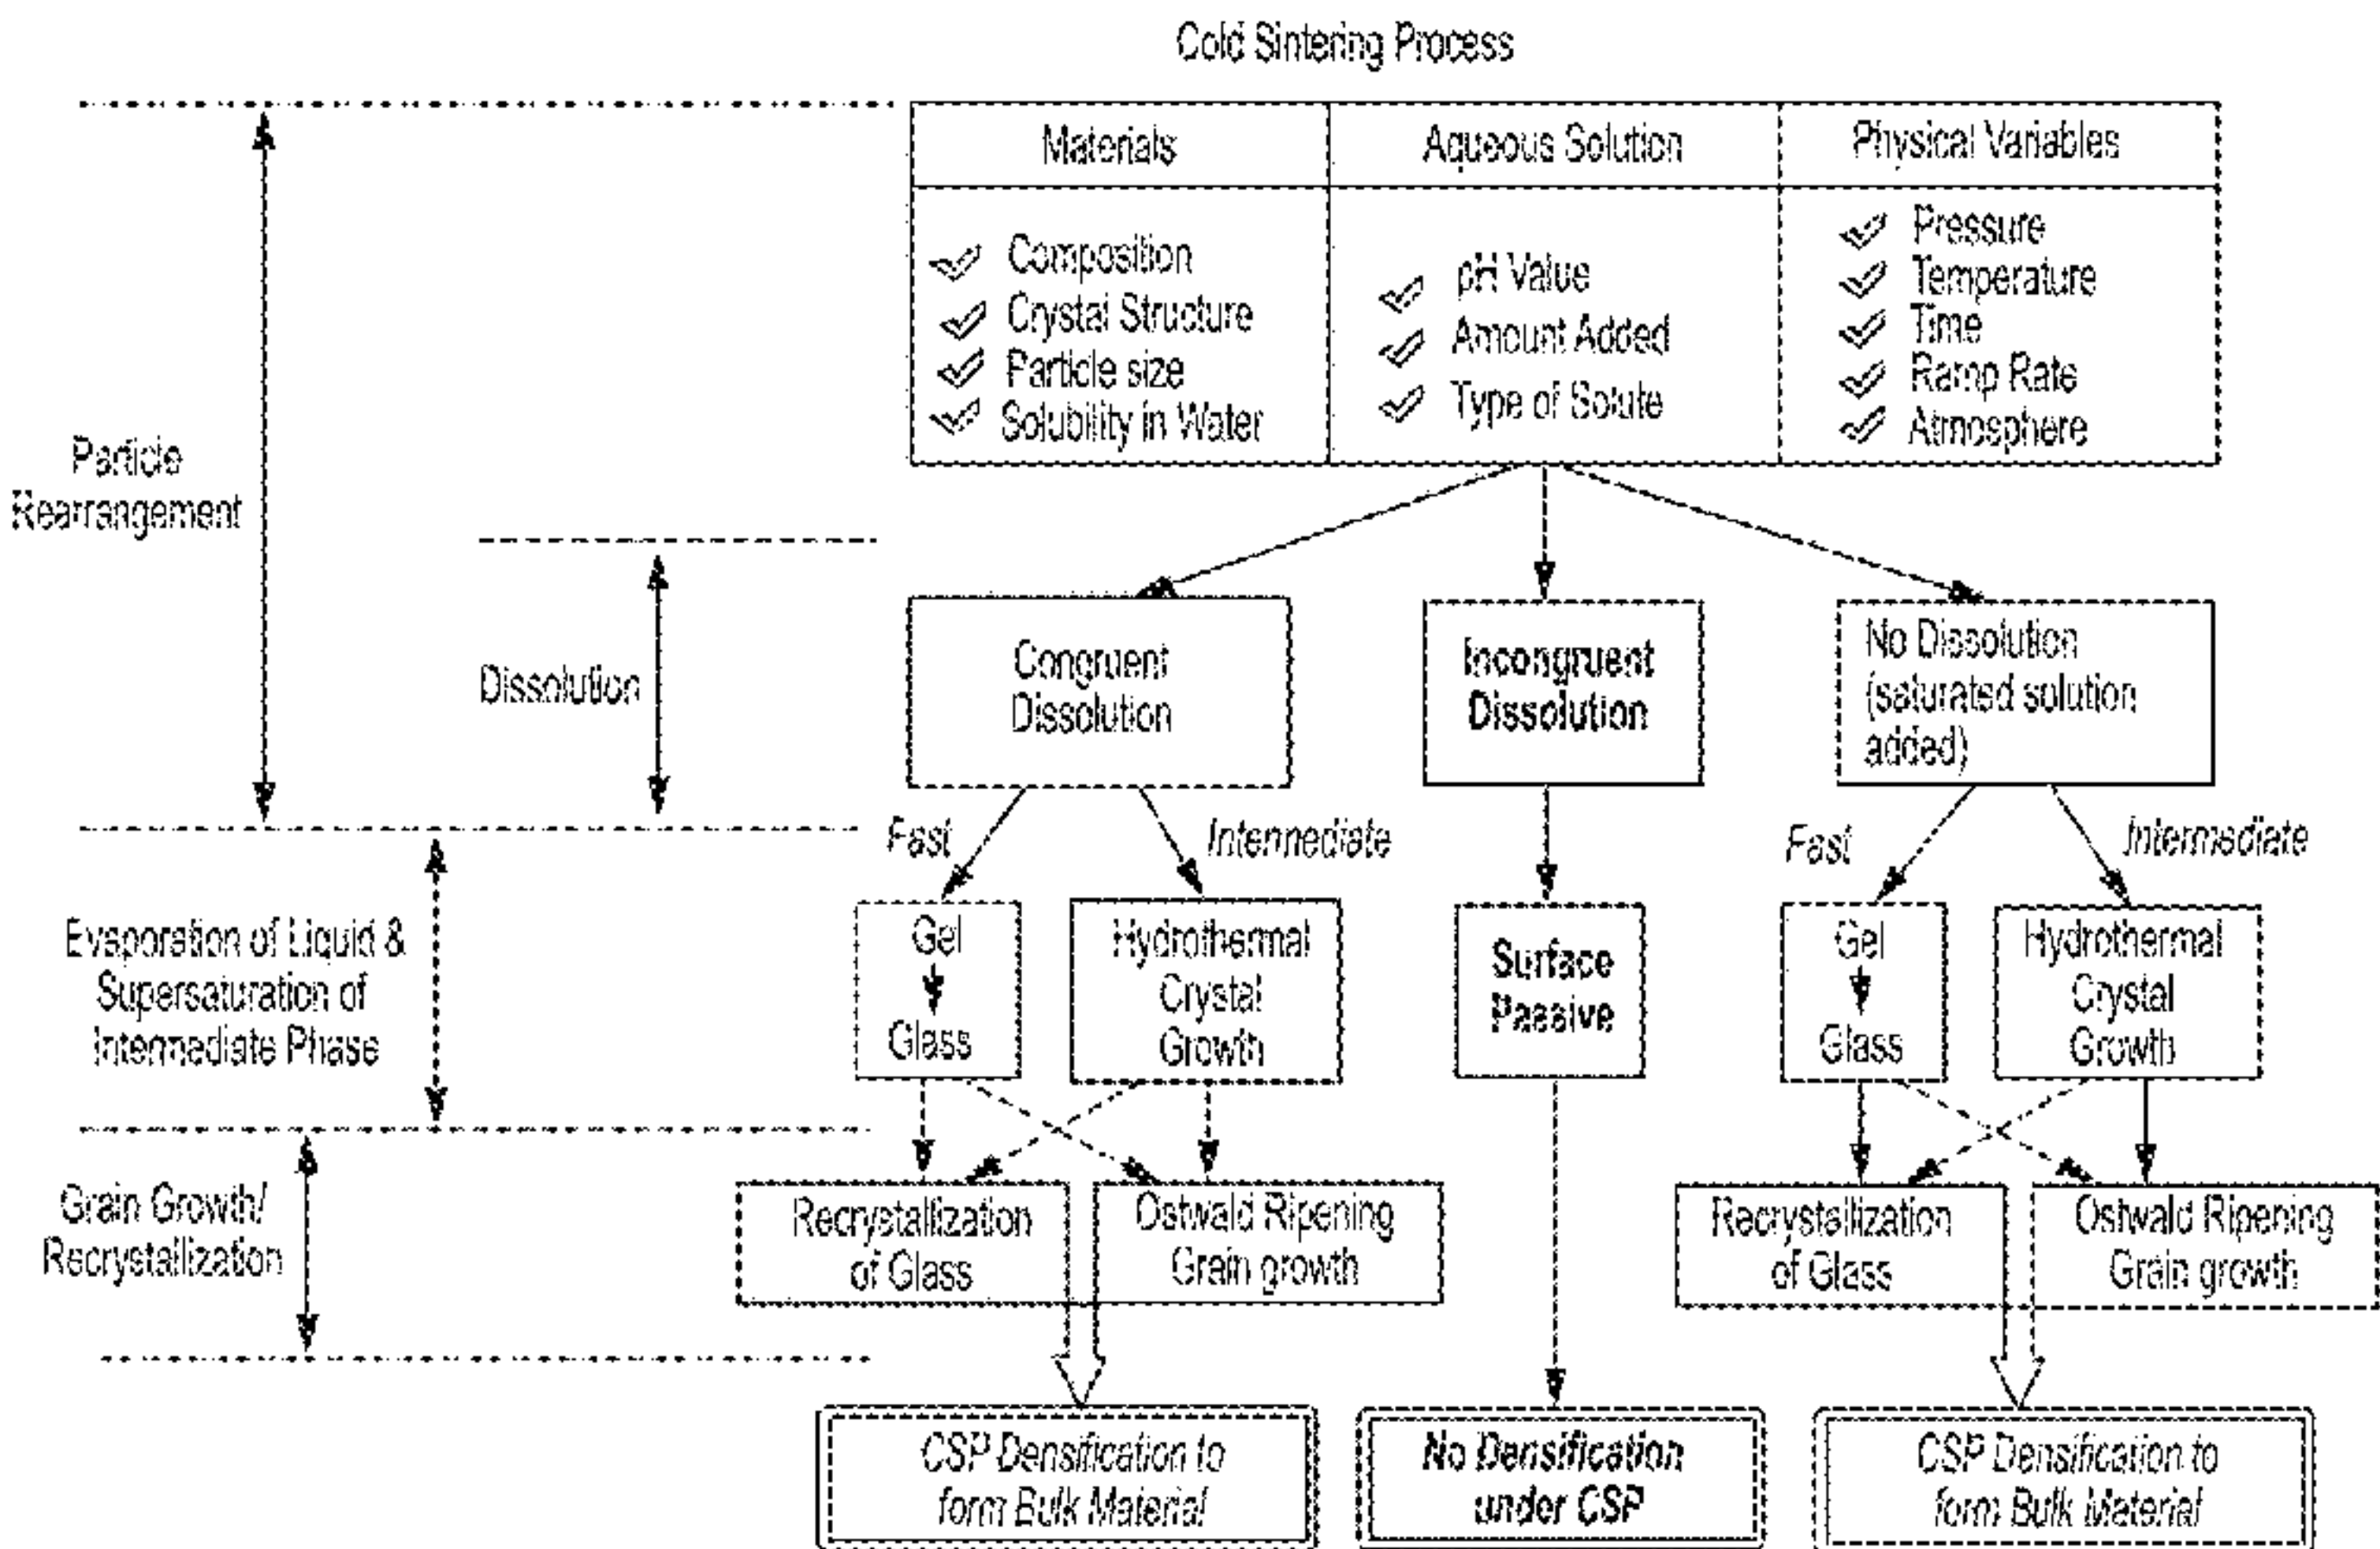 Cold Sintering Process
Materials
Aqueous Solution
Physical Variables
Composition
Crystal Structure
Particle size
Solubility in Water
pH Value
Amount Added
Type of Solute
Pressure
Temperature
Time
Ramp Rate
Atmosphere
Particle
Rearrangement
Dissolution
Congruent
Dissolution
Incongruent
Dissolution
No Dissolution
(saturated solution
added)
Fast
Intermediate
Fast
Intermediate
Evaporation of Liquid &
Supersaturation of
Intermediate Phase
Gel
Glass
Hydrothermal
Crystal
Growth
Surface
Passive
Gel
Glass
Hydrothermal
Crystal
Growth
Grain Growth/
Recrystallization
Recrystallization
of Glass
Ostwald Ripening
Grain growth
Recrystallization
of Glass
Ostwald Ripening
Grain growth
CSP Densification to
form Bulk Material
No Densification
under CSP
CSP Densification to
form Bulk Material